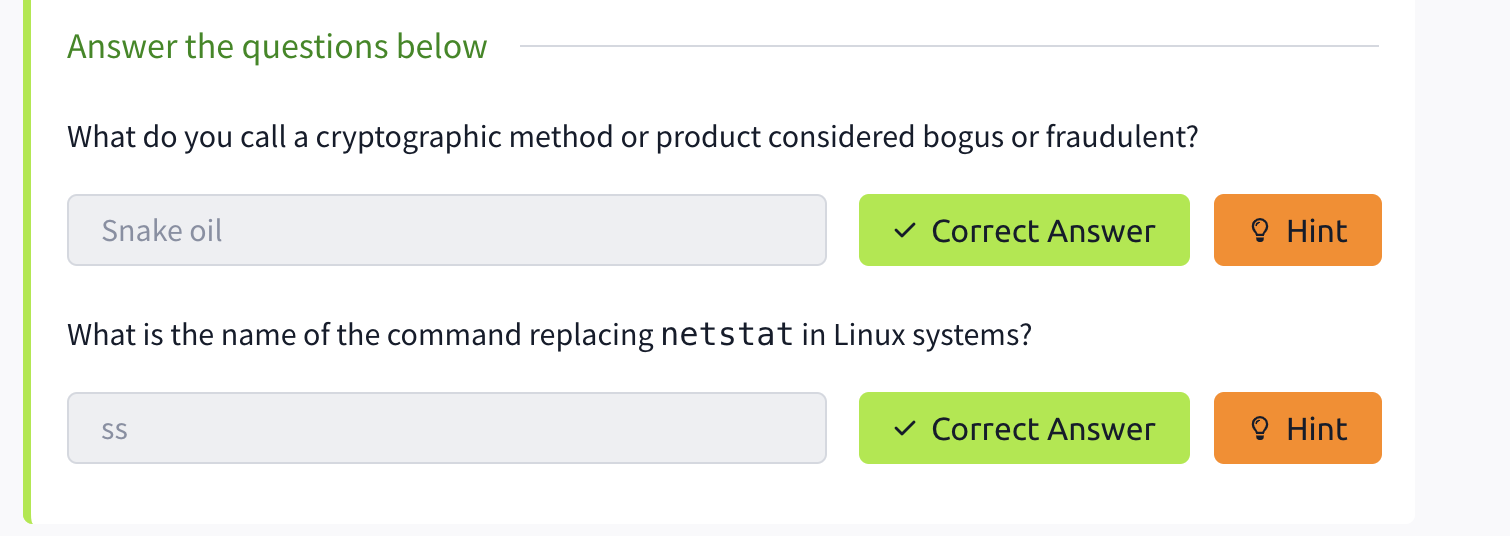 Answer the questions below
What do you call a cryptographic method or product considered bogus or fraudulent?
Snake oil
Correct Answer
Hint
What is the name of the command replacing netstat in Linux systems?
ss
Correct Answer
Hint